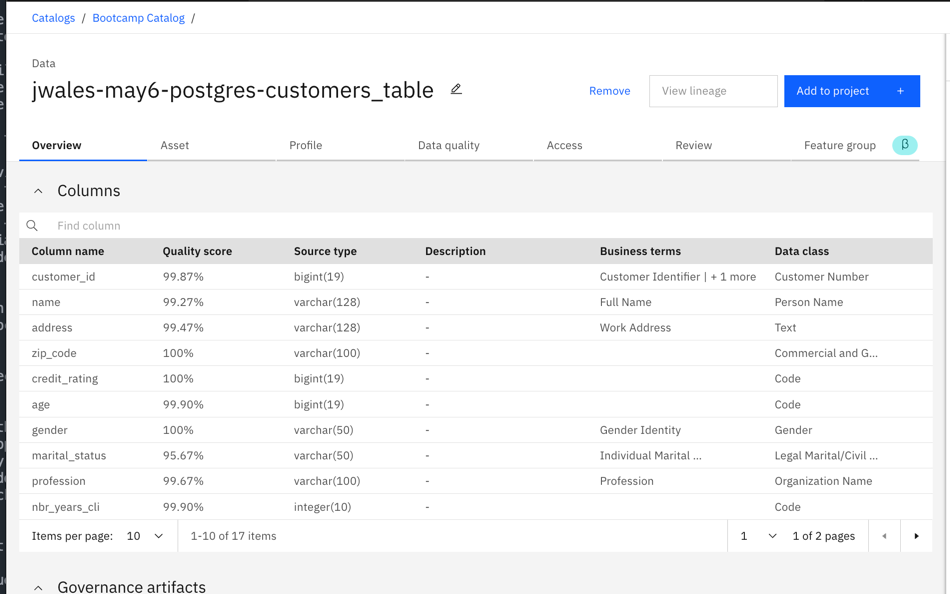 Catalogs / Bootcamp Catalog /
Data
jwales-may6-postgres-customers_table
Remove
View lineage
Add to project +
Overview Asset Profile Data quality Access Review Feature group β
Columns
Find column
Column name Quality score Source type Description Business terms Data class
customer_id 99.87% bigint(19) - Customer Identifier | + 1 more Customer Number
name 99.27% varchar(128) - Full Name Person Name
address 99.47% varchar(128) - Work Address Text
zip_code 100% varchar(100) - Commercial and G...
credit_rating 100% bigint(19) - Code
age 99.90% bigint(19) - Code
gender 100% varchar(50) - Gender Identity Gender
marital_status 95.67% varchar(50) - Individual Marital ... Legal Marital/Civil ...
profession 99.67% varchar(100) - Profession Organization Name
nbr_years_cli 99.90% integer(10) - Code
Items per page: 10 1-10 of 17 items 1 1 of 2 pages
Governance artifacts